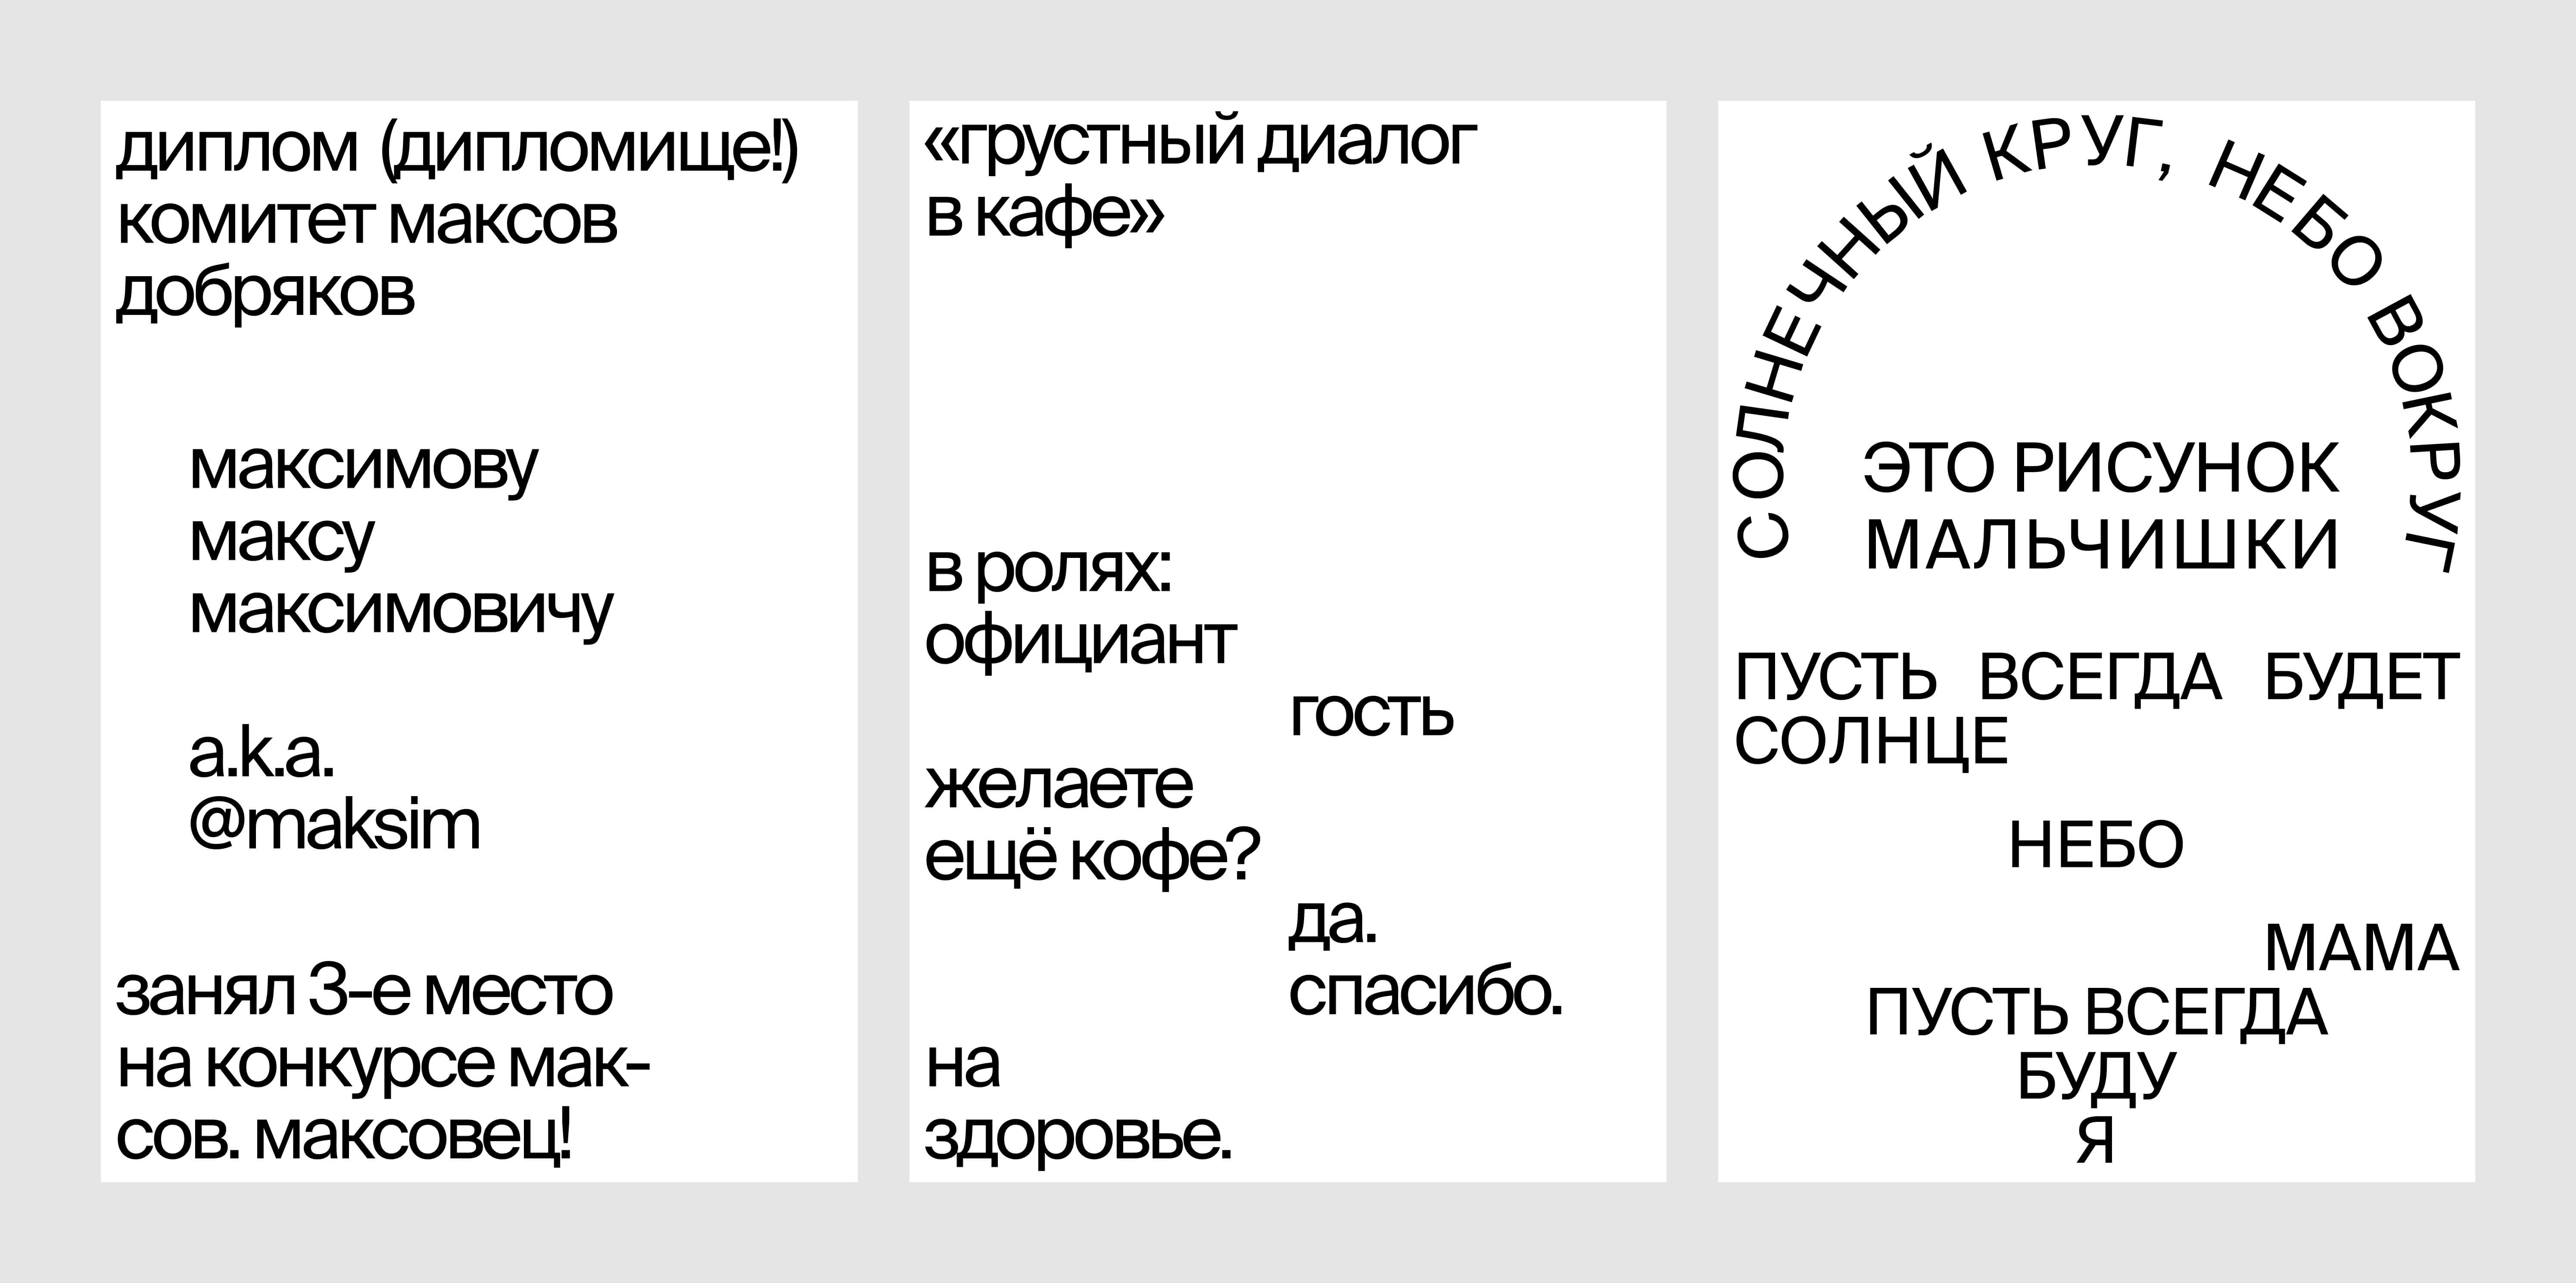 диплом (дипломище!)
комитет максов
добряков
максимову
максу
максимовичу
a.k.a.
@maksim
занял 3-е место
на конкурсе мак-
сов. максовец!
«грустный диалог
в кафе»
в ролях:
официант
гость
желаете
ещё кофе?
да.
спасибо.
на
здоровье.
СОЛНЕЧНЫЙ КРУГ, НЕБО ВОКРУГ
ЭТО РИСУНОК
МАЛЬЧИШКИ
ПУСТЬ ВСЕГДА БУДЕТ
СОЛНЦЕ
НЕБО
МАМА
ПУСТЬ ВСЕГДА
БУДУ
Я